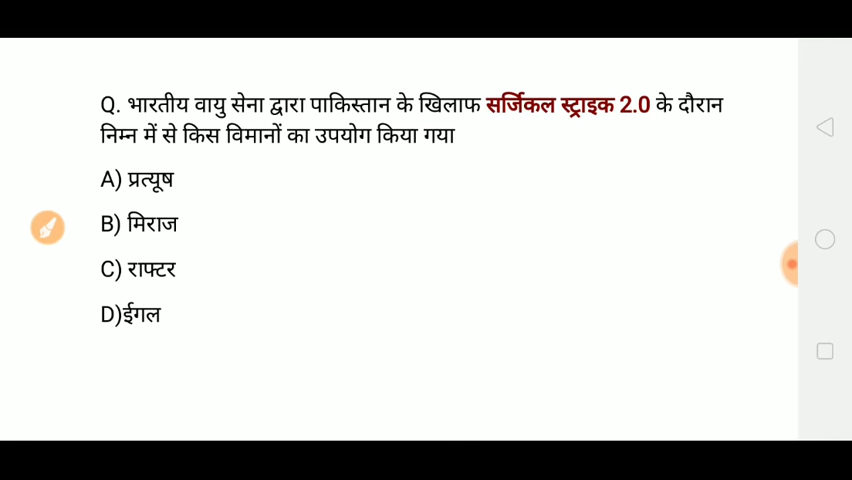 Q. भारतीय वायु सेना द्वारा पाकिस्तान के खिलाफ सर्जिकल स्ट्राइक 2.0 के दौरान
निम्न में से किस विमानों का उपयोग किया गया
A) प्रत्यूष
B) मिराज
C) राफ्टर
D)ईगल